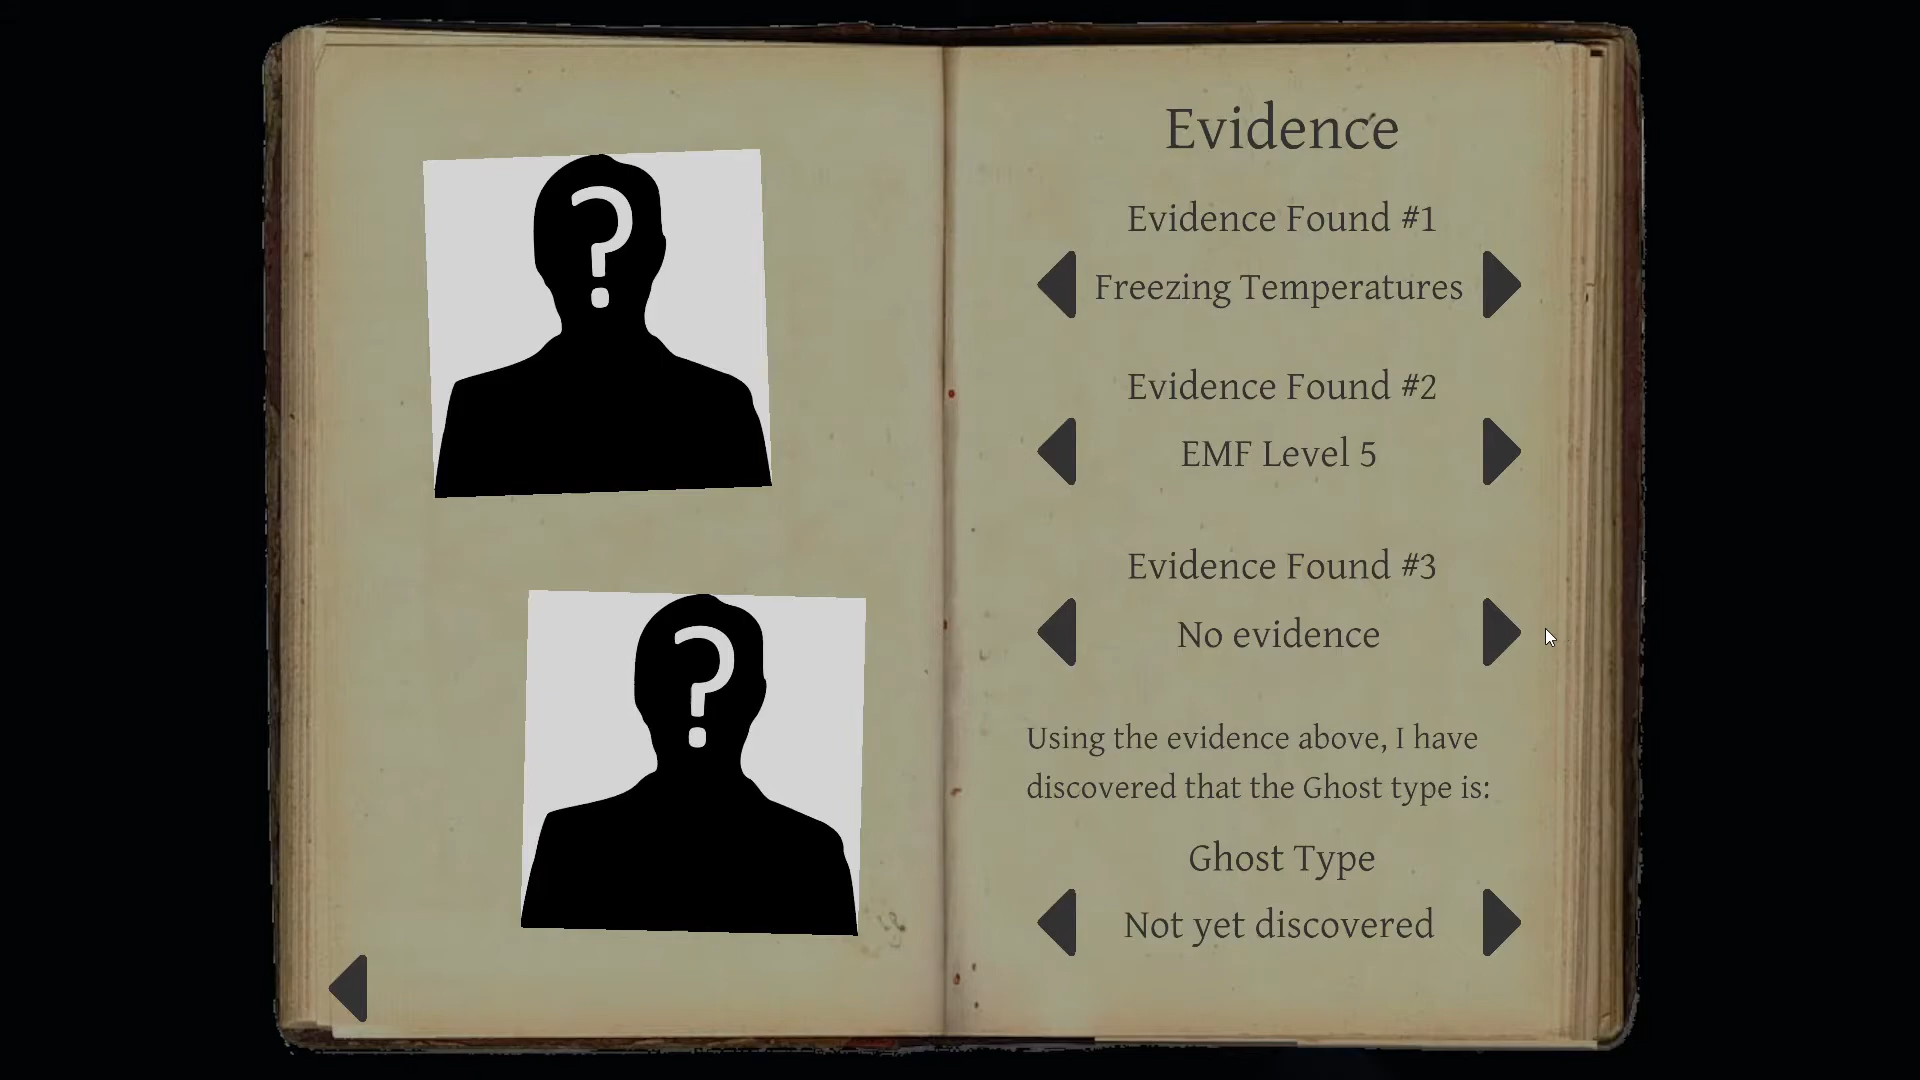 Evidence
Evidence Found #1
Freezing Temperatures
Evidence Found #2
EMF Level 5
Evidence Found #3
No evidence
Using the evidence above, I have
discovered that the Ghost type is:
Ghost Type
Not yet discovered
?
?